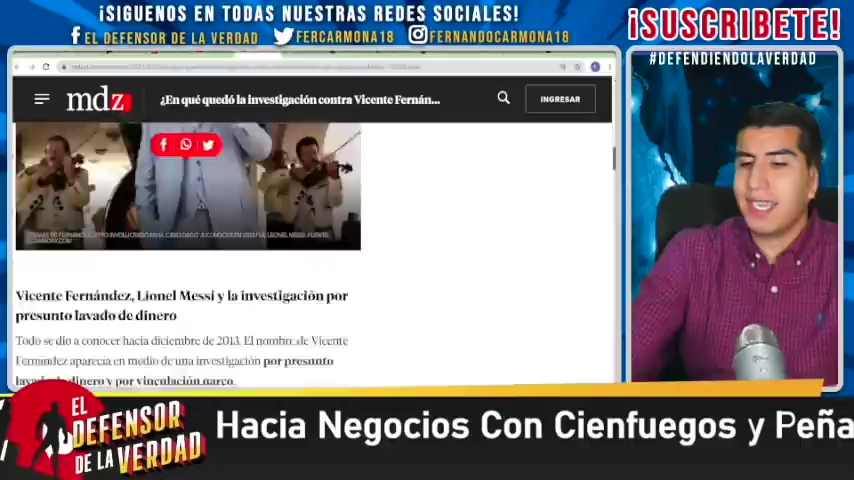 ¡SIGUENOS EN TODAS NUESTRAS REDES SOCIALES!
EL DEFENSOR DE LA VERDAD
FERCARMONA18
FERNANDOCARMONA18
¡SUSCRIBETE!
#DEFENDIENDOLAVERDAD
mdz
¿En qué quedó la investigación contra Vicente Fernán...
INGRESAR
Vicente Fernández, Lionel Messi y la investigación por
presunto lavado de dinero
Todo se dio a conocer hacia diciembre de 2013. El nombre de Vicente
Fernández aparecía en medio de una investigación por presunto
lavado de dinero y por vinculación narco.
EL
DEFENSOR
DE LA VERDAD
Hacia Negocios Con Cienfuegos y Peña